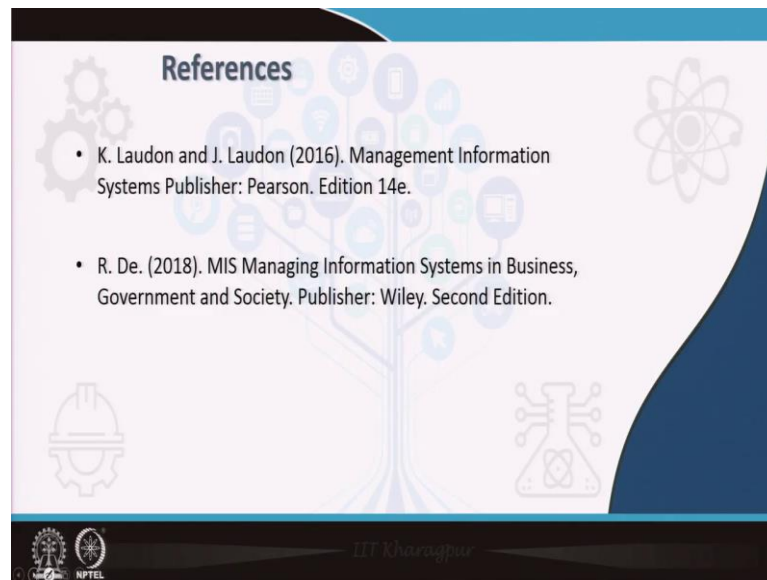 References
• K. Laudon and J. Laudon (2016). Management Information
Systems Publisher: Pearson. Edition 14e.
• R. De. (2018). MIS Managing Information Systems in Business,
Government and Society. Publisher: Wiley. Second Edition.
IIT Kharagpur
NPTEL